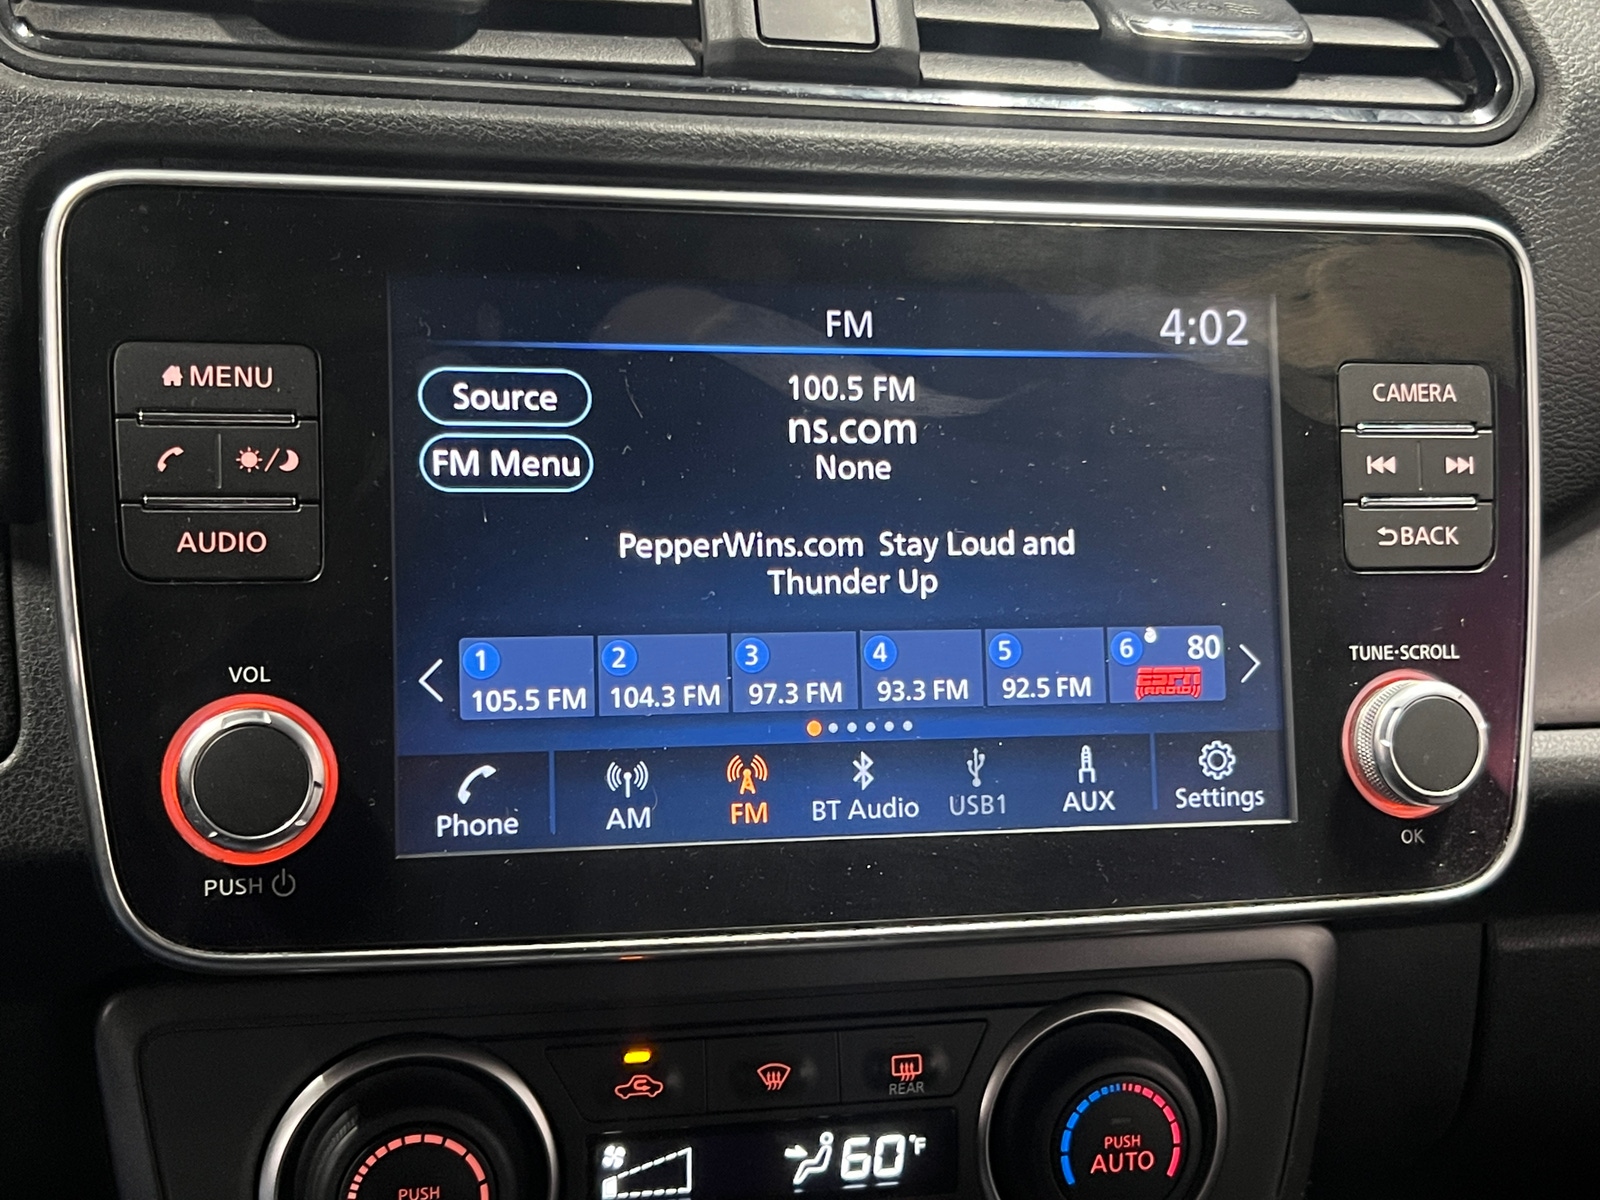 FM
4:02
MENU
AUDIO
VOL
PUSH
Source
FM Menu
100.5 FM
ns.com
None
PepperWins.com Stay Loud and
Thunder Up
1 105.5 FM
2 104.3 FM
3 97.3 FM
4 93.3 FM
5 92.5 FM
6 80
ESPN
RADIO
Phone
AM
FM
BT Audio
USB1
AUX
Settings
CAMERA
BACK
TUNE·SCROLL
OK
REAR
60°F
PUSH
AUTO
PUSH